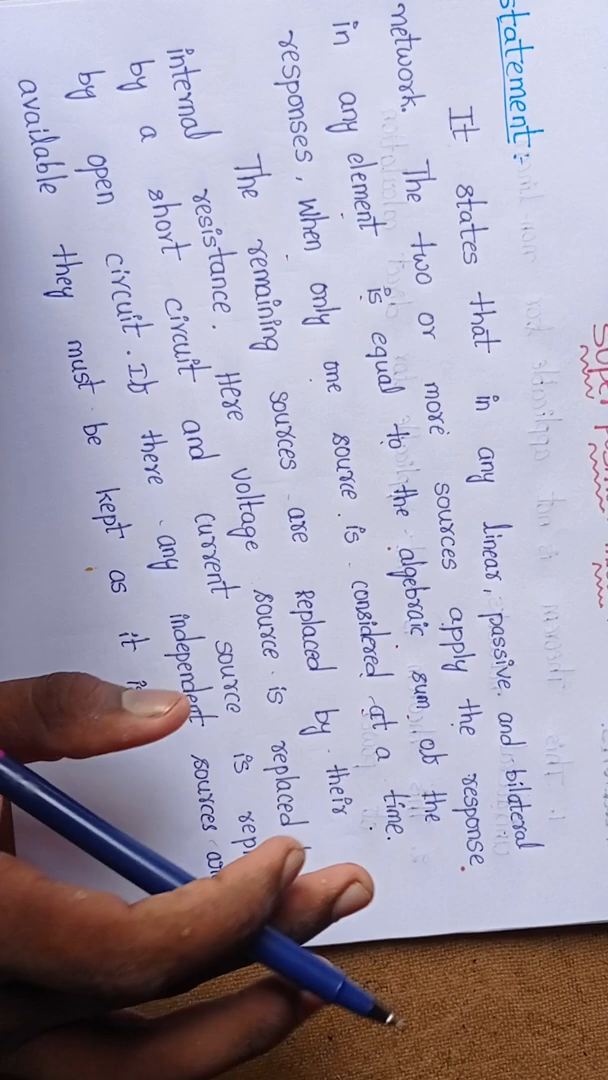 Statement :-
It states that in any linear, passive and bilateral
network. The two or more sources apply the response
in any element is equal to the algebraic sum of the
responses, when only one source is considered at a time.
The remaining sources are replaced by their
internal resistance. Here voltage source is replaced
by a short circuit and current source is
by open circuit. If there any independent sources
available they must be kept as it